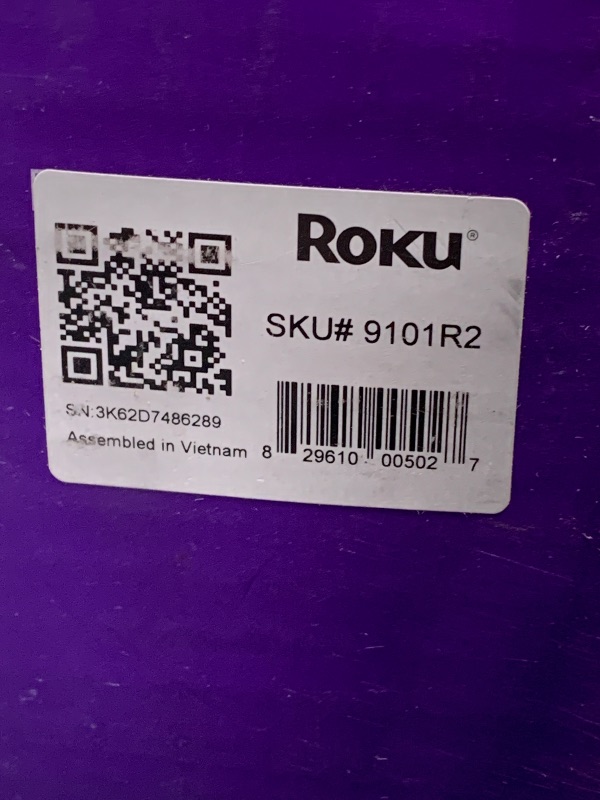 Roku®
SKU# 9101R2
S.N:3K62D7486289
Assembled in Vietnam
8 29610 00502 7